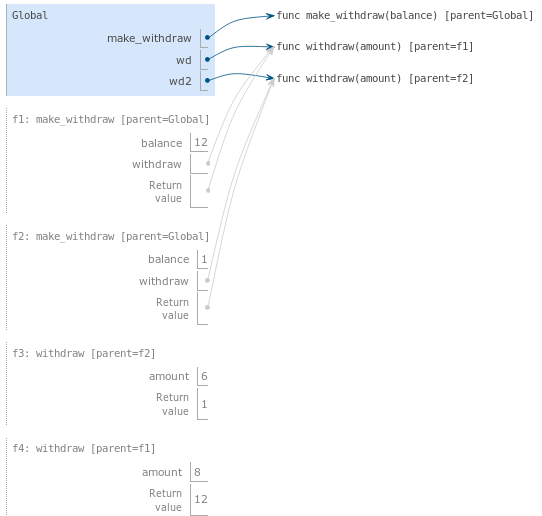 Global
make_withdraw
wd
wd2
func make_withdraw(balance) [parent=Global]
func withdraw(amount) [parent=f1]
func withdraw(amount) [parent=f2]
f1: make_withdraw [parent=Global]
balance 12
withdraw
Return
value
f2: make_withdraw [parent=Global]
balance 1
withdraw
Return
value
f3: withdraw [parent=f2]
amount 6
Return
value 1
f4: withdraw [parent=f1]
amount 8
Return
value 12